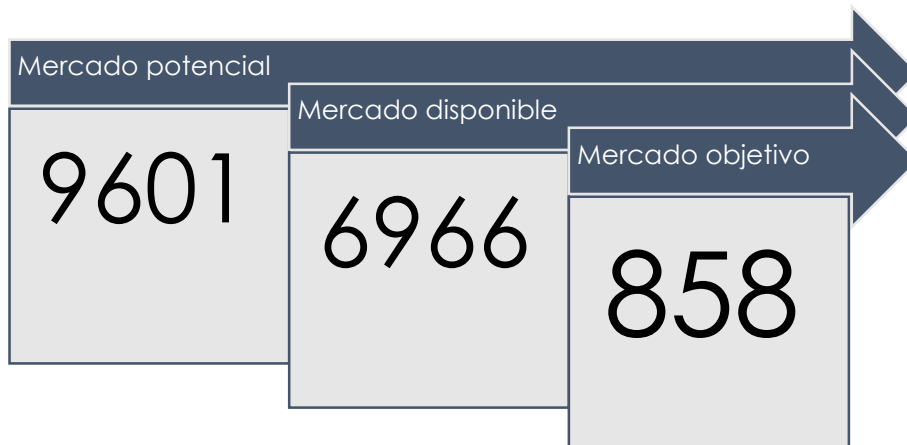 Mercado potencial
9601
Mercado disponible
6966
Mercado objetivo
858